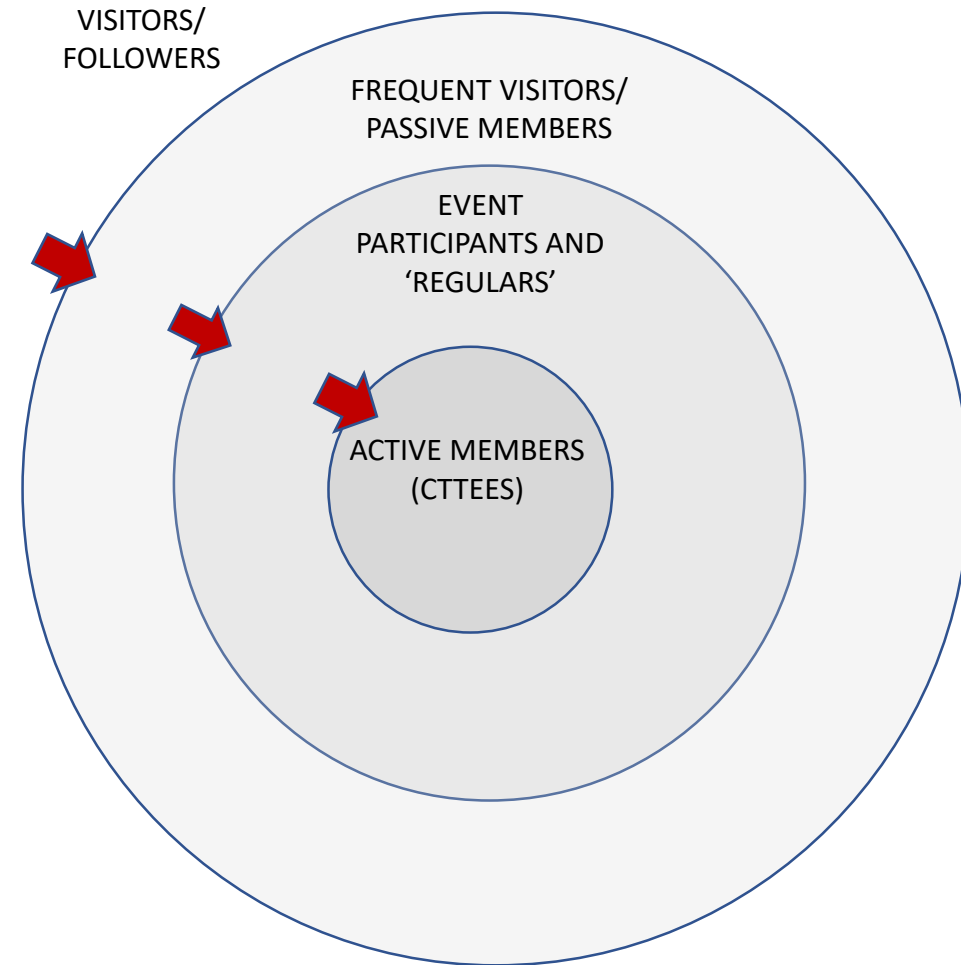 VISITORS/
FOLLOWERS
FREQUENT VISITORS/
PASSIVE MEMBERS
EVENT
PARTICIPANTS AND
‘REGULARS’
ACTIVE MEMBERS
(CTTEES)